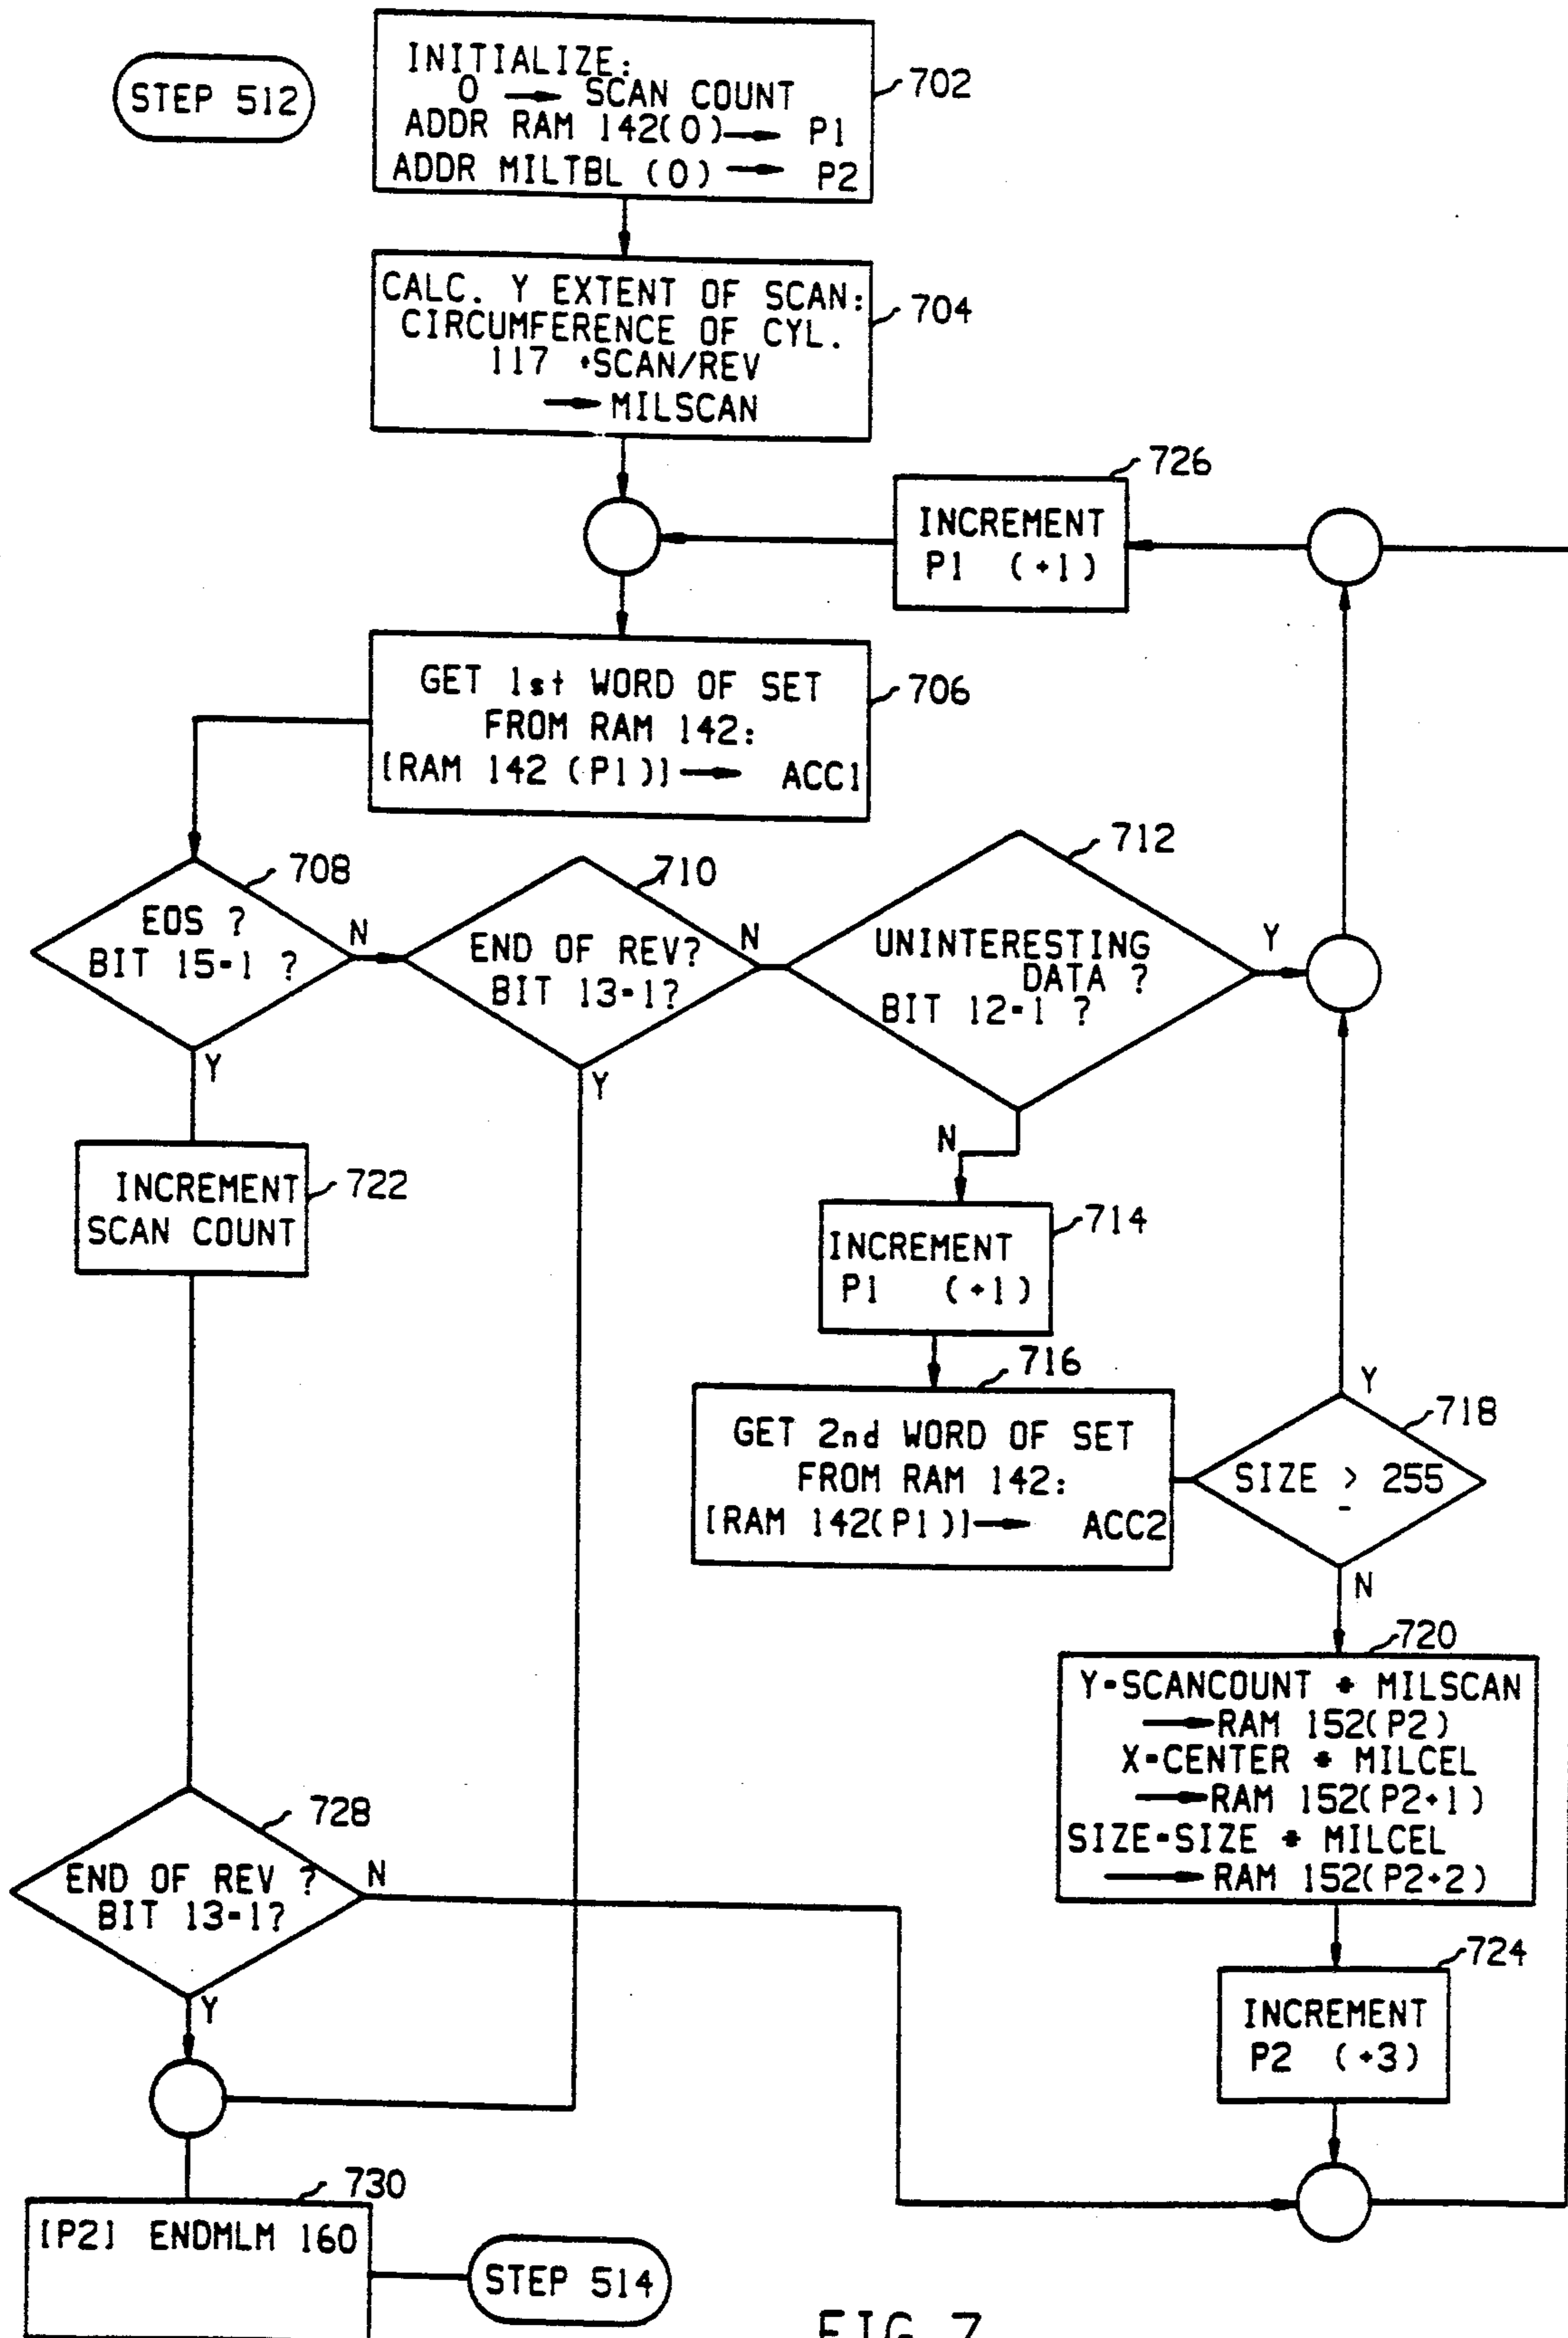 STEP 512
INITIALIZE:
0 → SCAN COUNT
ADDR RAM 142(0) → P1
ADDR MILTBL (0) → P2
702
CALC. Y EXTENT OF SCAN:
CIRCUMFERENCE OF CYL.
117 ÷SCAN/REV
→ MILSCAN
704
726
INCREMENT
P1 (+1)
GET 1st WORD OF SET
FROM RAM 142:
[RAM 142 (P1)] → ACC1
706
708
EOS ?
BIT 15=1 ?
N
Y
710
END OF REV?
BIT 13=1?
N
Y
712
UNINTERESTING
DATA ?
BIT 12=1 ?
Y
N
INCREMENT
SCAN COUNT
722
714
INCREMENT
P1 (+1)
716
GET 2nd WORD OF SET
FROM RAM 142:
[RAM 142(P1)] → ACC2
Y
718
SIZE ≥ 255
N
720
Y=SCANCOUNT * MILSCAN
→ RAM 152(P2)
X=CENTER * MILCEL
→ RAM 152(P2+1)
SIZE=SIZE * MILCEL
→ RAM 152(P2+2)
728
END OF REV ?
BIT 13=1?
N
Y
724
INCREMENT
P2 (+3)
730
[P2] ENDMLM 160
STEP 514
FIG 7